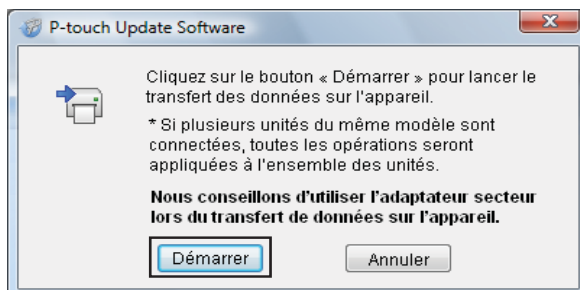 P-touch Update Software
Cliquez sur le bouton « Démarrer » pour lancer le
transfert des données sur l'appareil.
* Si plusieurs unités du même modèle sont
connectées, toutes les opérations seront
appliquées à l'ensemble des unités.
Nous conseillons d'utiliser l'adaptateur secteur
lors du transfert de données sur l'appareil.
Démarrer Annuler